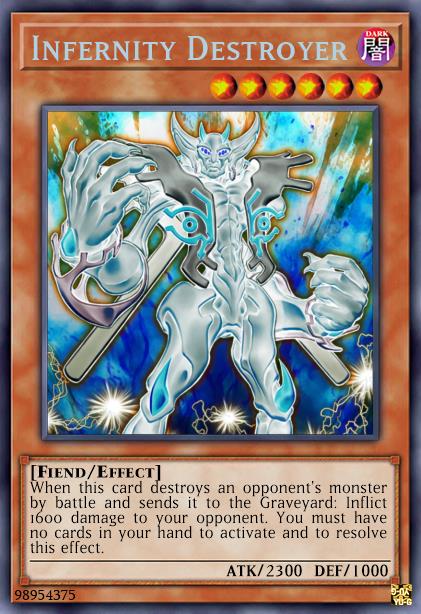 Infernity Destroyer
DARK
闇
[Fiend/Effect]
When this card destroys an opponent's monster
by battle and sends it to the Graveyard: Inflict
1600 damage to your opponent. You must have
no cards in your hand to activate and to resolve
this effect.
ATK/2300 DEF/1000
98954375